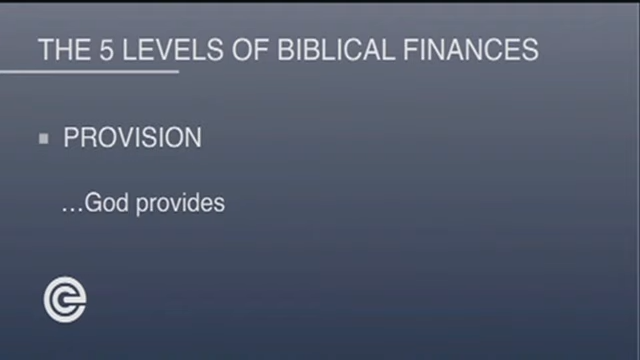 THE 5 LEVELS OF BIBLICAL FINANCES
PROVISION
…God provides